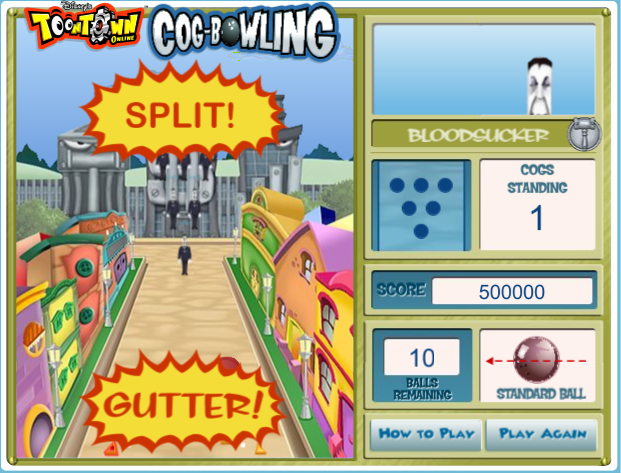 Disney's
TOONTOWN
ONLINE
COG-BOWLING
SPLIT!
BLOODSUCKER
COGS
STANDING
1
SCORE 500000
10
BALLS
REMAINING
STANDARD BALL
GUTTER!
HOW TO PLAY
PLAY AGAIN